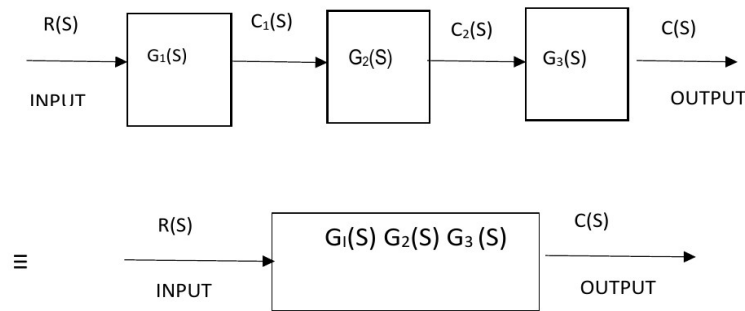 R(S) C₁(S) C₂(S) C(S)
G₁(S) G₂(S) G₃(S)
INPUT OUTPUT
R(S) G₁(S) G₂(S) G₃ (S) C(S)
≡
INPUT OUTPUT